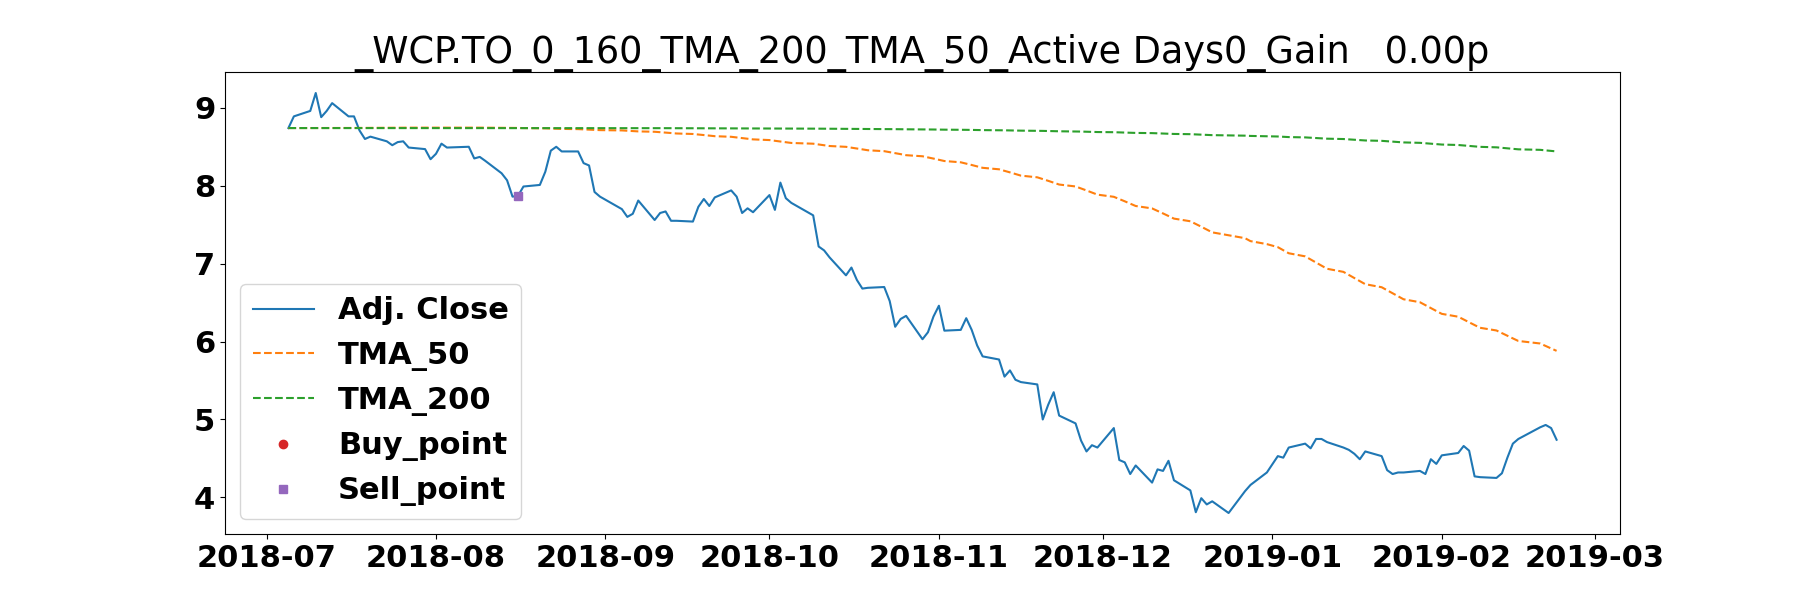 _WCP.TO_0_160_TMA_200_TMA_50_Active Days0_Gain   0.00p
9
8
7
6
5
4
Adj. Close
TMA_50
TMA_200
Buy_point
Sell_point
2018-07 2018-08 2018-09 2018-10 2018-11 2018-12 2019-01 2019-02 2019-03